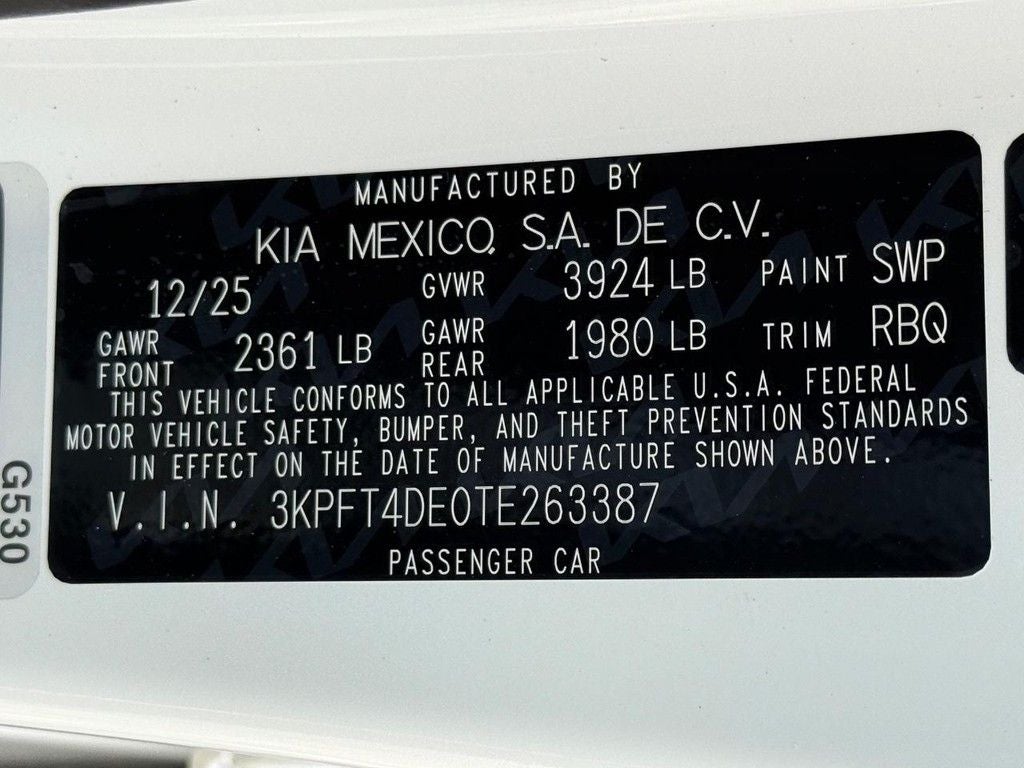 MANUFACTURED BY
KIA MEXICO, S.A. DE C.V.
12/25 GVWR 3924 LB PAINT SWP
GAWR FRONT 2361 LB GAWR REAR 1980 LB TRIM RBQ
THIS VEHICLE CONFORMS TO ALL APPLICABLE U.S.A. FEDERAL
MOTOR VEHICLE SAFETY, BUMPER, AND THEFT PREVENTION STANDARDS
IN EFFECT ON THE DATE OF MANUFACTURE SHOWN ABOVE.
V.I.N. 3KPFT4DE0TE263387
PASSENGER CAR
G530